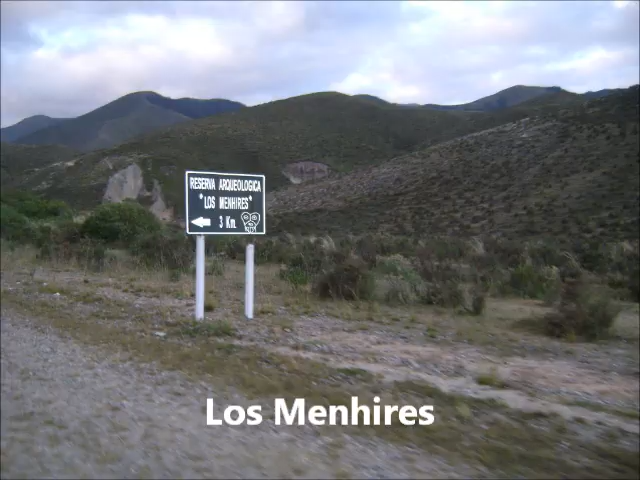 RESERVA ARQUEOLOGICA
"LOS MENHIRES"
3 Km.
Los Menhires